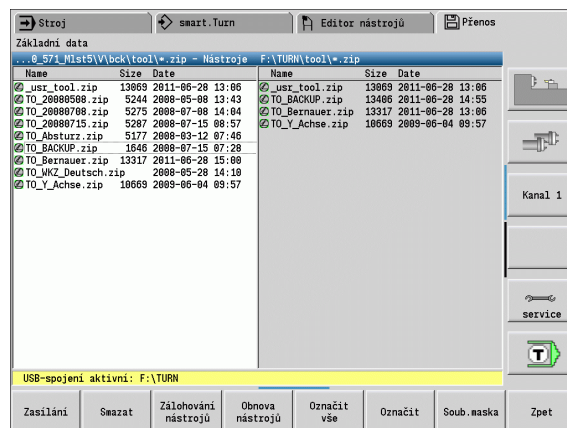 Stroj
smart.Turn
Editor nástrojů
Přenos
Základní data
...0_571_Mlst5\V\bck\tool\*.zip - Nástroje F:\TURN\tool\*.zip
Name Size Date
_usr_tool.zip 13069 2011-06-28 13:06
TO_20080508.zip 5244 2008-05-08 13:43
TO_20080708.zip 5275 2008-07-08 14:04
TO_20080715.zip 5287 2008-07-15 08:57
TO_Absturz.zip 5177 2008-03-12 07:46
TO_BACKUP.zip 1646 2008-07-15 07:28
TO_Bernauer.zip 13317 2011-06-28 15:00
TO_WKZ_Deutsch.zip 2008-05-28 14:10
TO_Y_Achse.zip 10669 2009-06-04 09:57
Name Size Date
_usr_tool.zip 13069 2011-06-28 13:06
TO_BACKUP.zip 13406 2011-06-28 14:55
TO_Bernauer.zip 13317 2011-06-28 13:06
TO_Y_Achse.zip 10669 2009-06-04 09:57
Kanal 1
service
T
USB-spojení aktivní: F:\TURN
Zasílání
Smazat
Zálohování
nástrojů
Obnova
nástrojů
Označit
vše
Označit
Soub.maska
Zpet